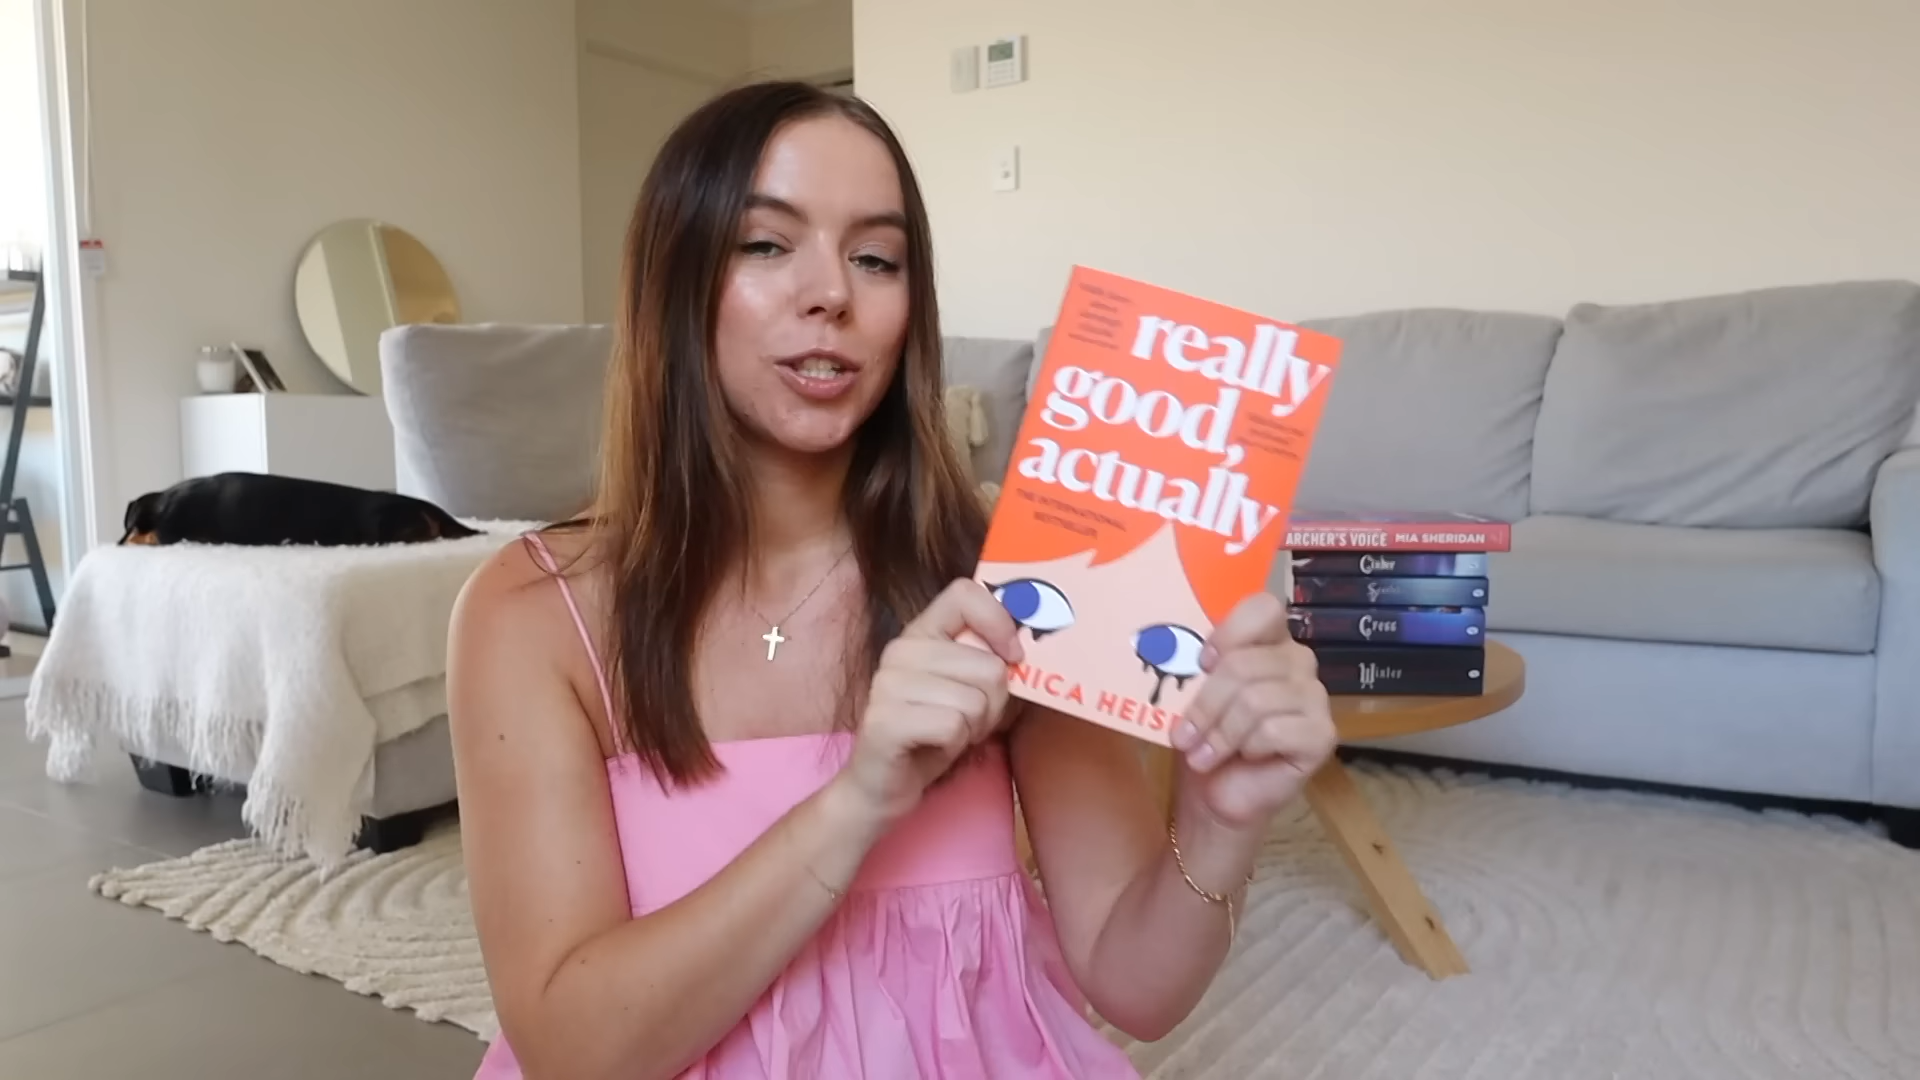 really
good,
actually
THE INTERNATIONAL
BESTSELLER
NICA HEIS
ARCHER'S VOICE MIA SHERIDAN
Cinder
Scarlet
Cress
Winter